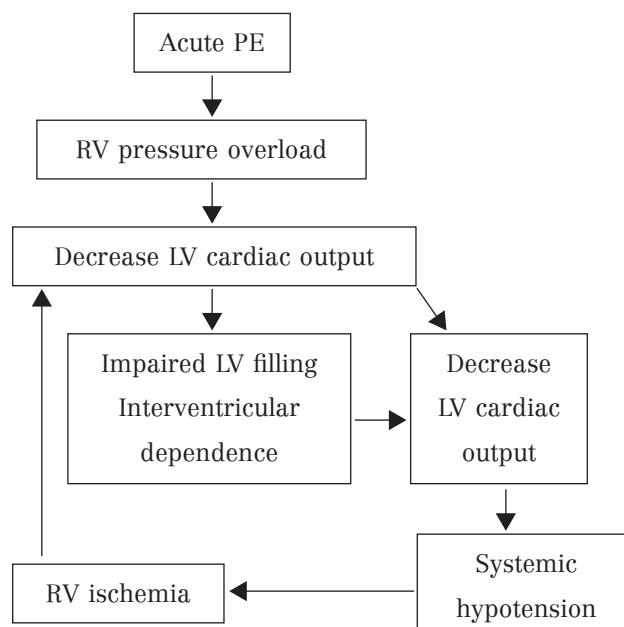 Acute PE
RV pressure overload
Decrease LV cardiac output
Impaired LV filling
Interventricular
dependence
Decrease
LV cardiac
output
Systemic
hypotension
RV ischemia